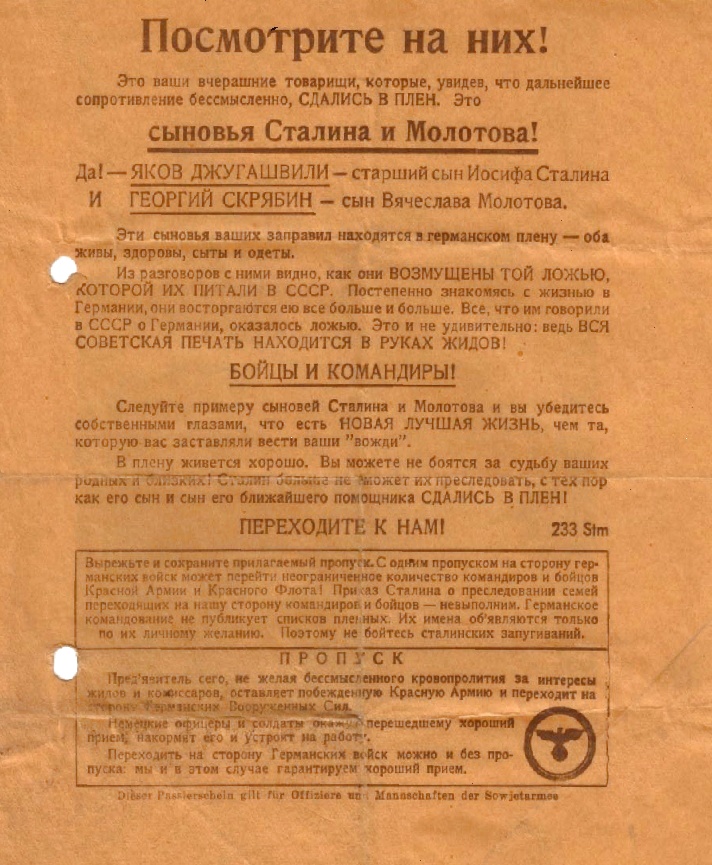 Посмотрите на них!
Это ваши вчерашние товарищи, которые, увидев, что дальнейшее
сопротивление бессмысленно, СДАЛИСЬ В ПЛЕН. Это
сыновья Сталина и Молотова!
Да! — ЯКОВ ДЖУГАШВИЛИ — старший сын Иосифа Сталина
И ГЕОРГИЙ СКРЯБИН — сын Вячеслава Молотова.
Эти сыновья ваших заправил находятся в германском плену — оба
живы, здоровы, сыты и одеты.
Из разговоров с ними видно, как они ВОЗМУЩЕНЫ ТОЙ ЛОЖЬЮ,
КОТОРОЙ ИХ ПИТАЛИ В СССР. Постепенно знакомясь с жизнью в
Германии, они восторгаются ею все больше и больше. Все, что им говорили
в СССР о Германии, оказалось ложью. Это и не удивительно: ведь ВСЯ
СОВЕТСКАЯ ПЕЧАТЬ НАХОДИТСЯ В РУКАХ ЖИДОВ!
БОЙЦЫ И КОМАНДИРЫ!
Следуйте примеру сыновей Сталина и Молотова и вы убедитесь
собственными глазами, что есть НОВАЯ ЛУЧШАЯ ЖИЗНЬ, чем та,
которую вас заставляли вести ваши "вожди".
В плену живется хорошо. Вы можете не боятся за судьбу ваших
родных и близких! Сталин больше не может их преследовать, с тех пор
как его сын и сын его ближайшего помощника СДАЛИСЬ В ПЛЕН!
ПЕРЕХОДИТЕ К НАМ! 233 Stm
Вырежьте и сохраните прилагаемый пропуск. С одним пропуском на сторону гер-
манских войск может перейти неограниченное количество командиров и бойцов
Красной Армии и Красного Флота! Приказ Сталина о преследовании семей
переходящих на нашу сторону командиров и бойцов — невыполним. Германское
командование не публикует списков пленных. Их имена об'являются только
по их личному желанию. Поэтому не бойтесь сталинских запугиваний.
ПРОПУСК
Пред'явитель сего, не желая бессмысленного кровопролития за интересы
жидов и комиссаров, оставляет побежденную Красную Армию и переходит на
сторону Германских Вооруженных Сил.
Немецкие офицеры и солдаты окажут перешедшему хороший
прием, накормят его и устроят на работу.
Переходить на сторону Германских войск можно и без про-
пуска: мы и в этом случае гарантируем хороший прием.
Dieser Passierschein gilt für Offiziere und Mannschaften der Sowjetarmee